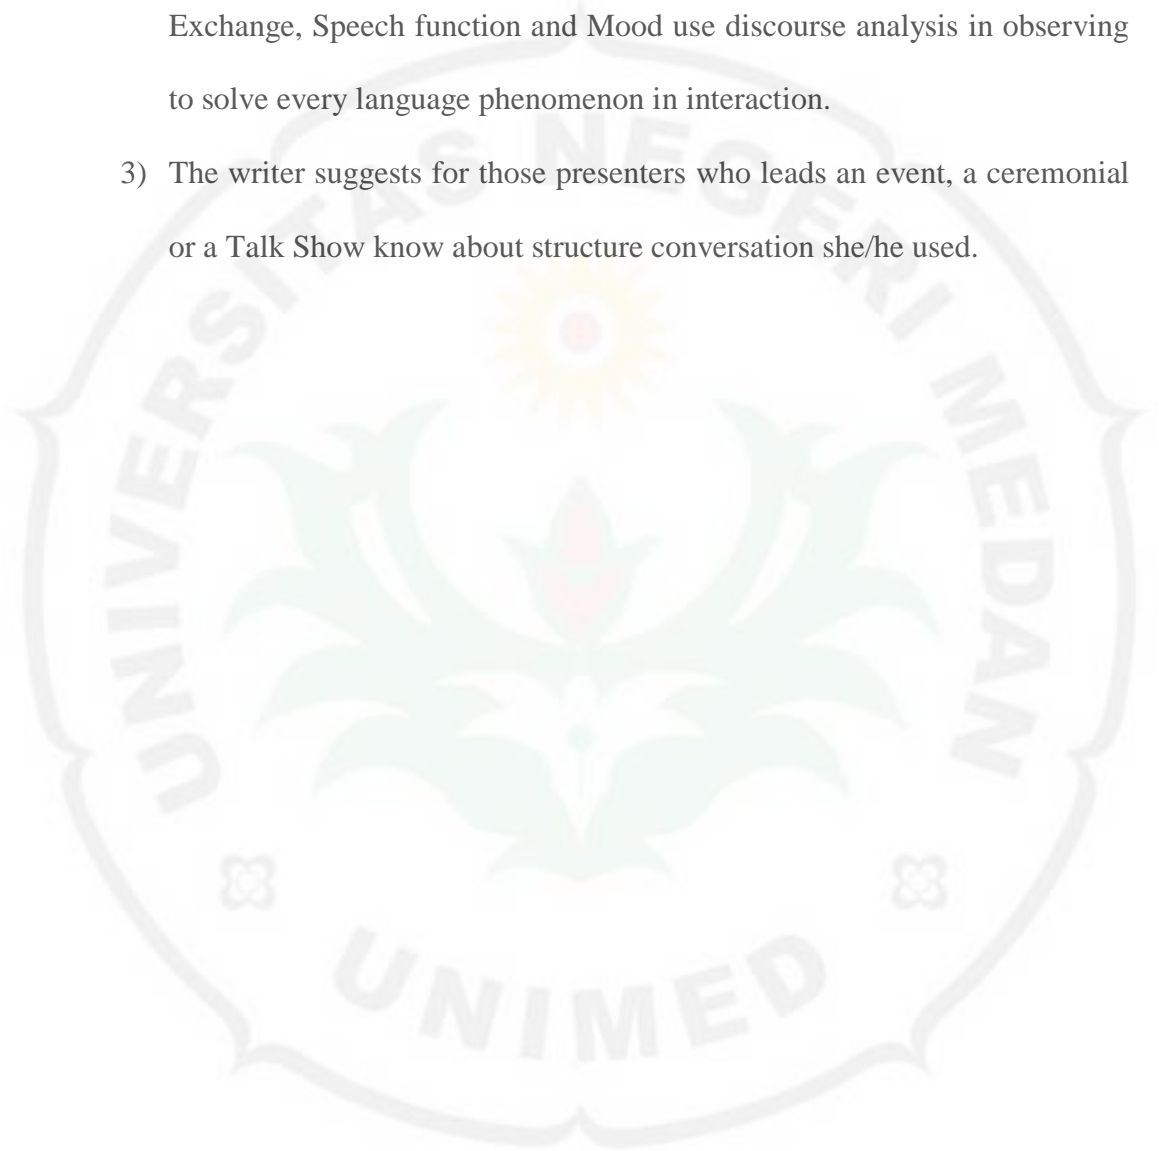 Exchange, Speech function and Mood use discourse analysis in observing
to solve every language phenomenon in interaction.
3) The writer suggests for those presenters who leads an event, a ceremonial
or a Talk Show know about structure conversation she/he used.
UNIVERSITAS NEGERI MEDAN
UNIMED